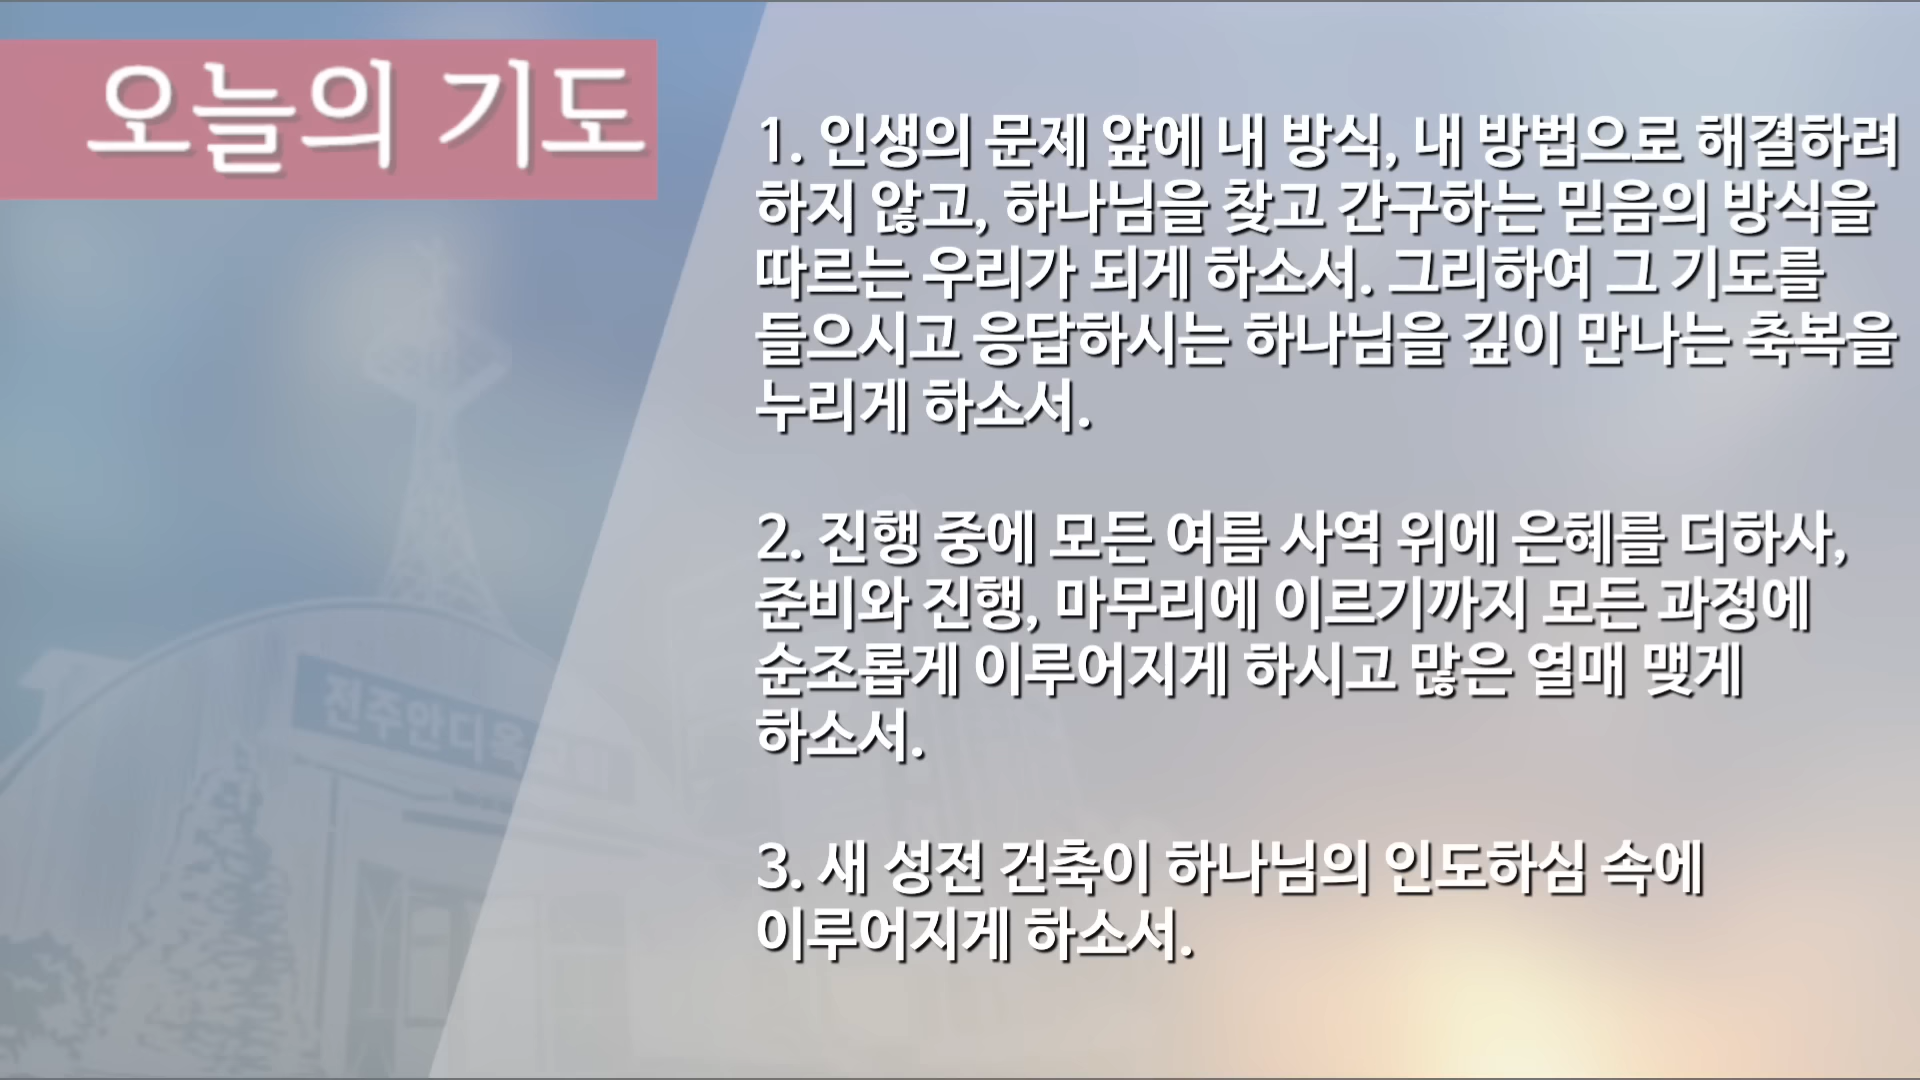 오늘의 기도
1. 인생의 문제 앞에 내 방식, 내 방법으로 해결하려
하지 않고, 하나님을 찾고 간구하는 믿음의 방식을
따르는 우리가 되게 하소서. 그리하여 그 기도를
들으시고 응답하시는 하나님을 깊이 만나는 축복을
누리게 하소서.
2. 진행 중에 모든 여름 사역 위에 은혜를 더하사,
준비와 진행, 마무리에 이르기까지 모든 과정에
순조롭게 이루어지게 하시고 많은 열매 맺게
하소서.
3. 새 성전 건축이 하나님의 인도하심 속에
이루어지게 하소서.
전주안디옥교회